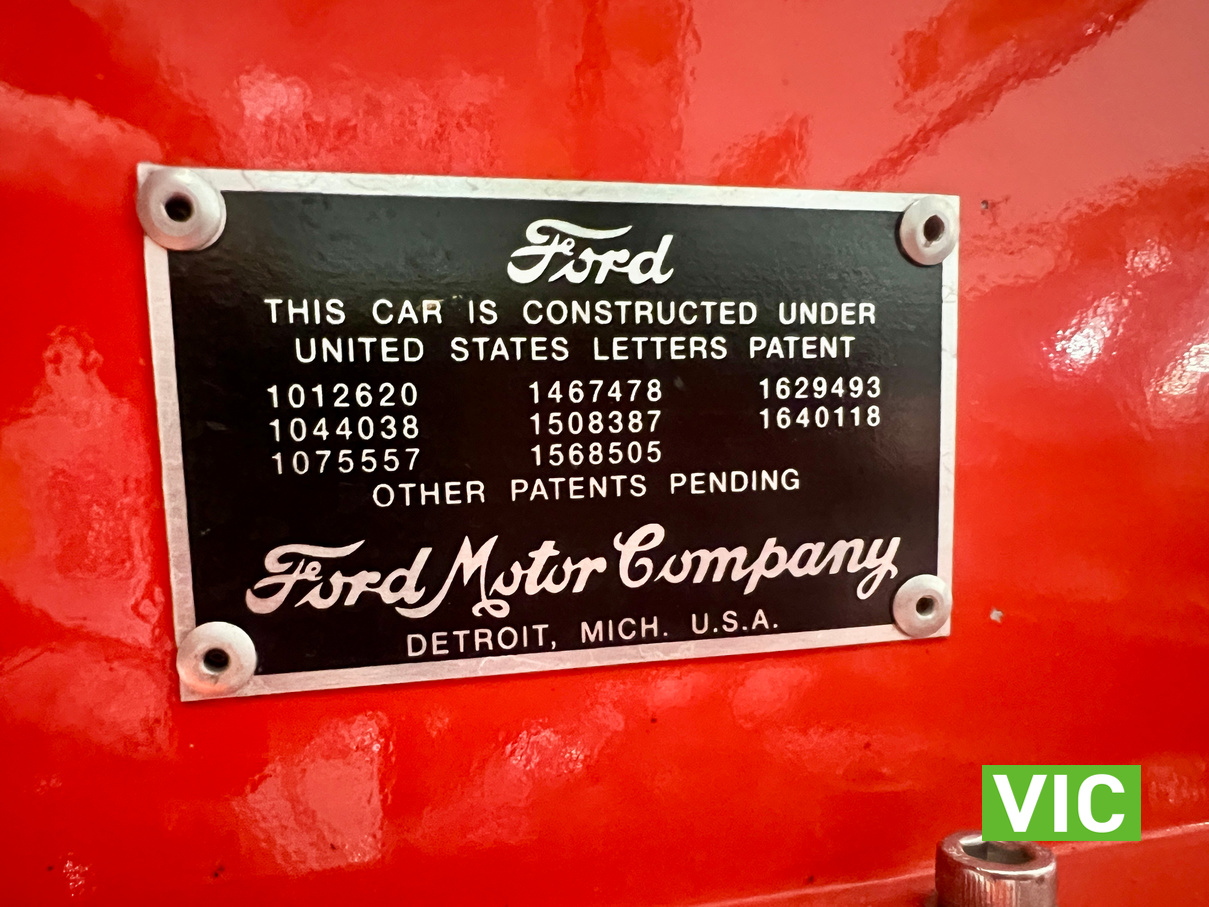 Ford
THIS CAR IS CONSTRUCTED UNDER
UNITED STATES LETTERS PATENT
1012620 1467478 1629493
1044038 1508387 1640118
1075557 1568505
OTHER PATENTS PENDING
Ford Motor Company
DETROIT, MICH. U.S.A.
VIC